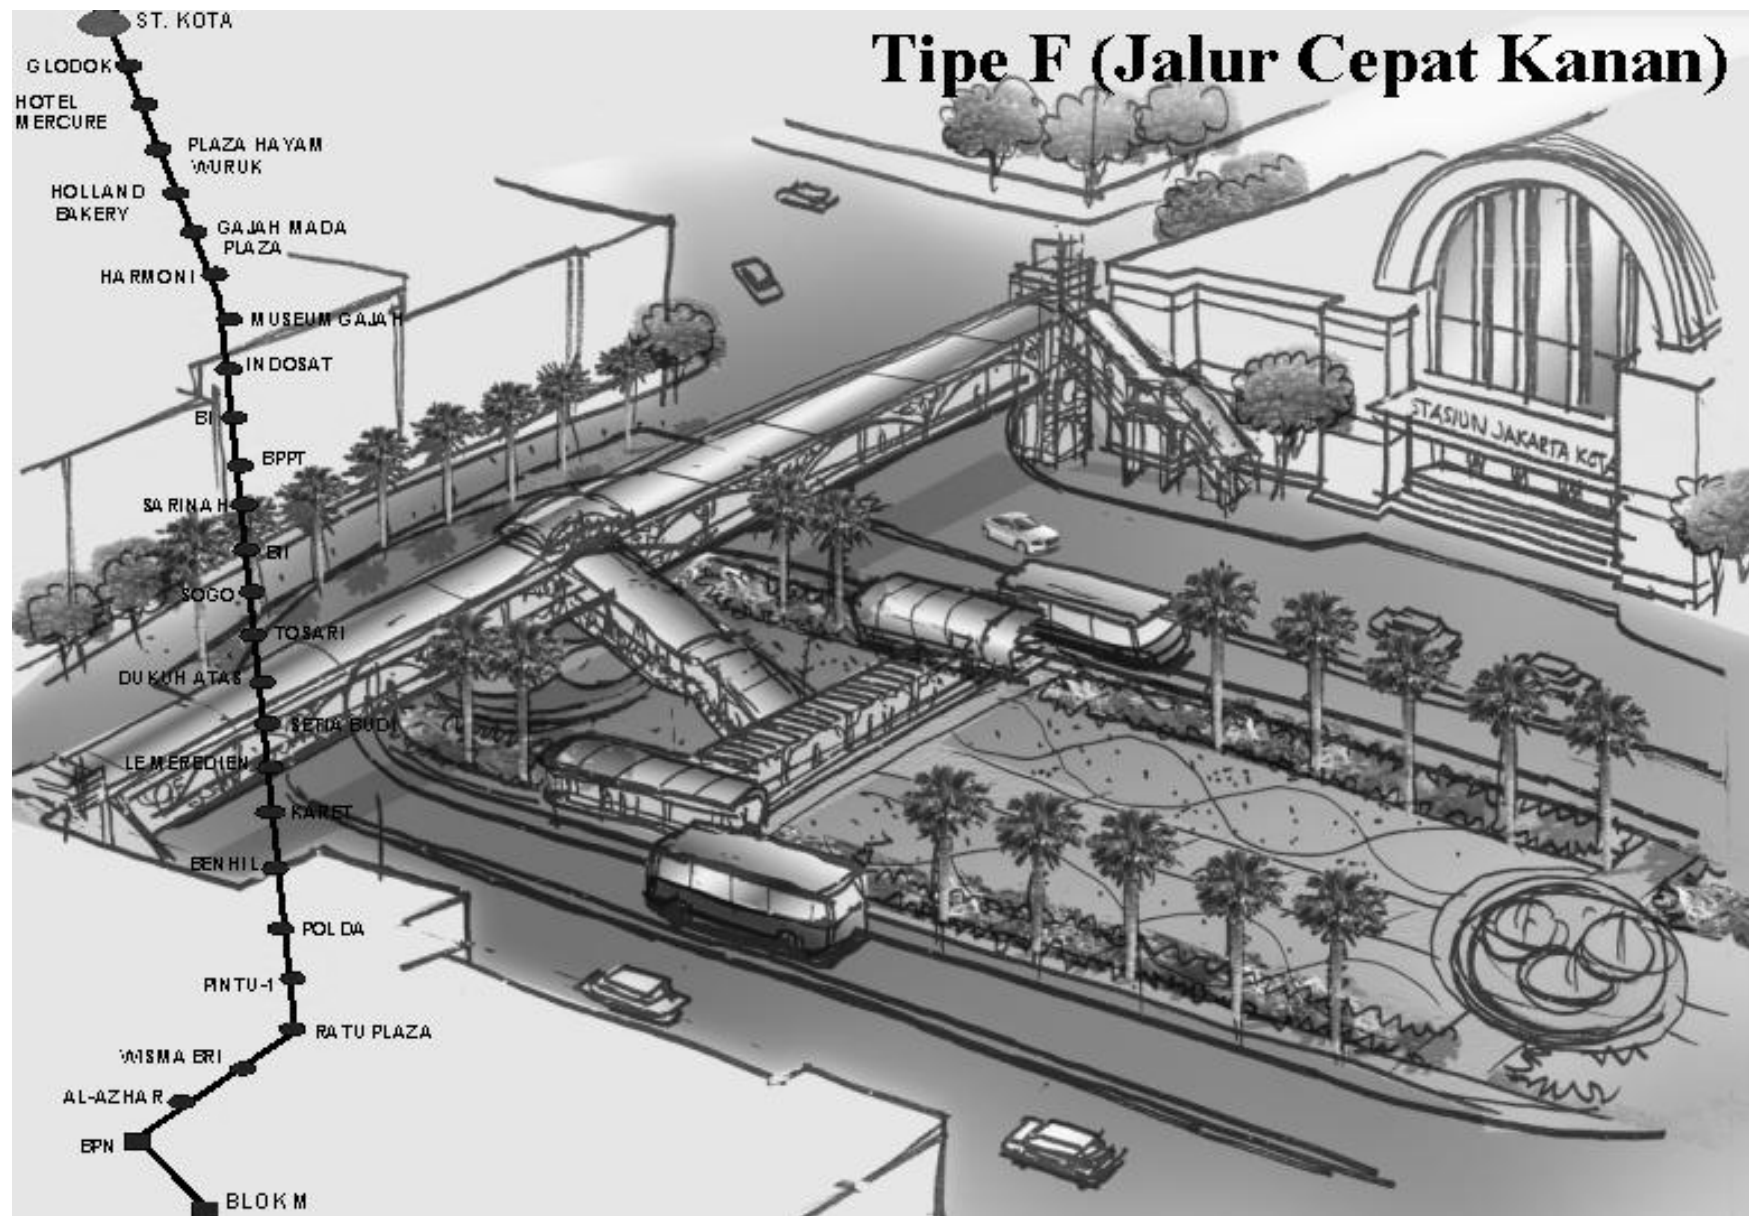 Tipe F (Jalur Cepat Kanan)
ST. KOTA
GLODOK
HOTEL
MERCURE
PLAZA HAYAM
WURUK
HOLLAND
BAKERY
GAJAH MADA
PLAZA
HARMONI
MUSEUM GAJAH
INDOSAT
BI
BPPT
SARINAH
BII
SOGO
TOSARI
DUKUH ATAS
SETIA BUDI
LE MEREDIEN
KARET
BENHIL
POLDA
PINTU-1
RATU PLAZA
WISMA BRI
AL-AZHAR
BPN
BLOK M
STASIUN JAKARTA KOTA